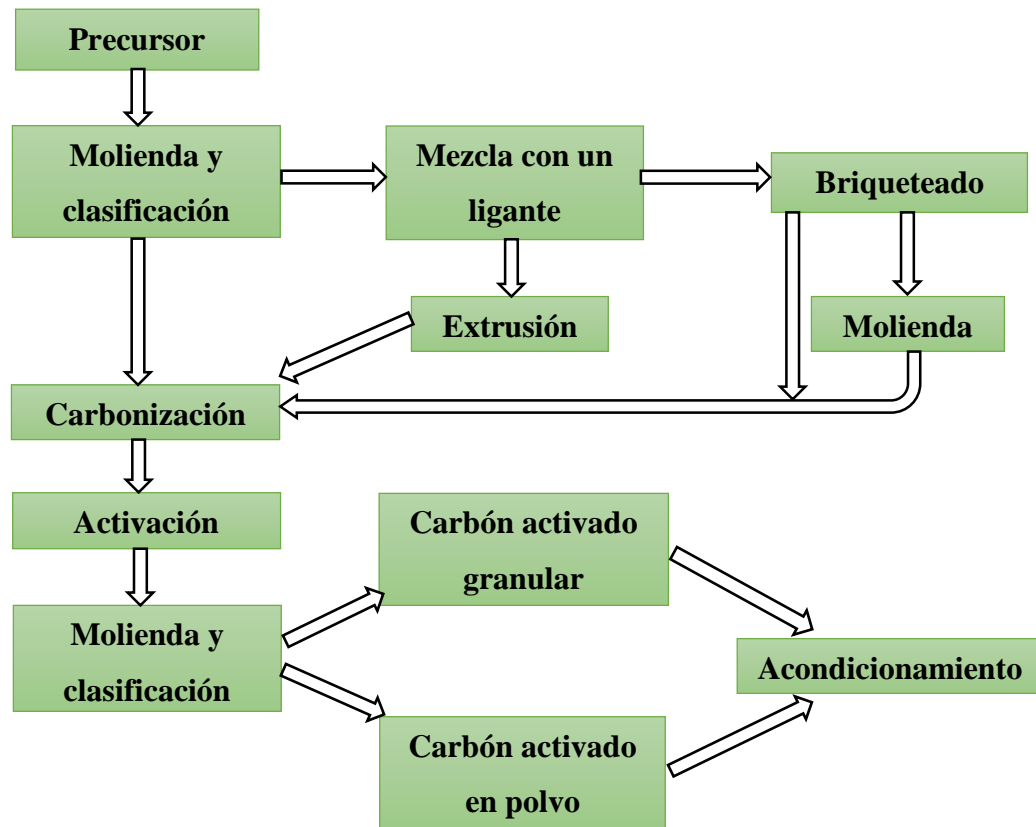 Precursor
Molienda y
clasificación
Mezcla con un
ligante
Briqueteado
Extrusión
Molienda
Carbonización
Activación
Carbón activado
granular
Molienda y
clasificación
Acondicionamiento
Carbón activado
en polvo